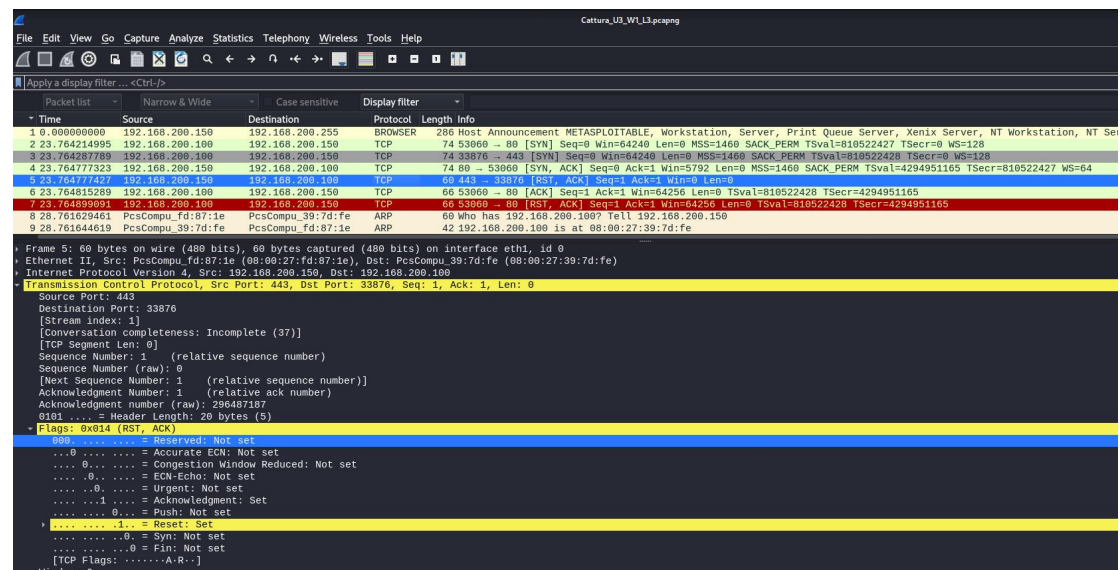 Cattura_U3_W1_L3.pcapng
File Edit View Go Capture Analyze Statistics Telephony Wireless Tools Help
Apply a display filter ... <Ctrl-/>
Packet list Narrow & Wide Case sensitive Display filter
Time Source Destination Protocol Length Info
1 0.000000000 192.168.200.150 192.168.200.255 BROWSER 286 Host Announcement METASPLOITABLE, Workstation, Server, Print Queue Server, Xenix Server, NT Workstation, NT Ser
2 23.764214995 192.168.200.100 192.168.200.150 TCP 74 53060 → 80 [SYN] Seq=0 Win=64240 Len=0 MSS=1460 SACK_PERM TSval=810522427 TSecr=0 WS=128
3 23.764287789 192.168.200.100 192.168.200.150 TCP 74 33876 → 443 [SYN] Seq=0 Win=64240 Len=0 MSS=1460 SACK_PERM TSval=810522428 TSecr=0 WS=128
4 23.764777323 192.168.200.150 192.168.200.100 TCP 74 80 → 53060 [SYN, ACK] Seq=0 Ack=1 Win=5792 Len=0 MSS=1460 SACK_PERM TSval=4294951165 TSecr=810522427 WS=64
5 23.764777427 192.168.200.150 192.168.200.100 TCP 60 443 → 33876 [RST, ACK] Seq=1 Ack=1 Win=0 Len=0
6 23.764815289 192.168.200.100 192.168.200.150 TCP 66 53060 → 80 [ACK] Seq=1 Ack=1 Win=64256 Len=0 TSval=810522428 TSecr=4294951165
7 23.764899091 192.168.200.100 192.168.200.150 TCP 66 53060 → 80 [RST, ACK] Seq=1 Ack=1 Win=64256 Len=0 TSval=810522428 TSecr=4294951165
8 28.761629461 PcsCompu_fd:87:1e PcsCompu_39:7d:fe ARP 60 Who has 192.168.200.100? Tell 192.168.200.150
9 28.761644619 PcsCompu_39:7d:fe PcsCompu_fd:87:1e ARP 42 192.168.200.100 is at 08:00:27:39:7d:fe
Frame 5: 60 bytes on wire (480 bits), 60 bytes captured (480 bits) on interface eth1, id 0
Ethernet II, Src: PcsCompu_fd:87:1e (08:00:27:fd:87:1e), Dst: PcsCompu_39:7d:fe (08:00:27:39:7d:fe)
Internet Protocol Version 4, Src: 192.168.200.150, Dst: 192.168.200.100
Transmission Control Protocol, Src Port: 443, Dst Port: 33876, Seq: 1, Ack: 1, Len: 0
Source Port: 443
Destination Port: 33876
[Stream index: 1]
[Conversation completeness: Incomplete (37)]
[TCP Segment Len: 0]
Sequence Number: 1 (relative sequence number)
Sequence Number (raw): 0
[Next Sequence Number: 1 (relative sequence number)]
Acknowledgment Number: 1 (relative ack number)
Acknowledgment number (raw): 296487187
0101 .... = Header Length: 20 bytes (5)
Flags: 0x014 (RST, ACK)
000. .... .... = Reserved: Not set
...0 .... .... = Accurate ECN: Not set
.... 0... .... = Congestion Window Reduced: Not set
.... .0.. .... = ECN-Echo: Not set
.... ..0. .... = Urgent: Not set
.... ...1 .... = Acknowledgment: Set
.... .... 0... = Push: Not set
.... .... .1.. = Reset: Set
.... .... ..0. = Syn: Not set
.... .... ...0 = Fin: Not set
[TCP Flags: ·······A·R··]